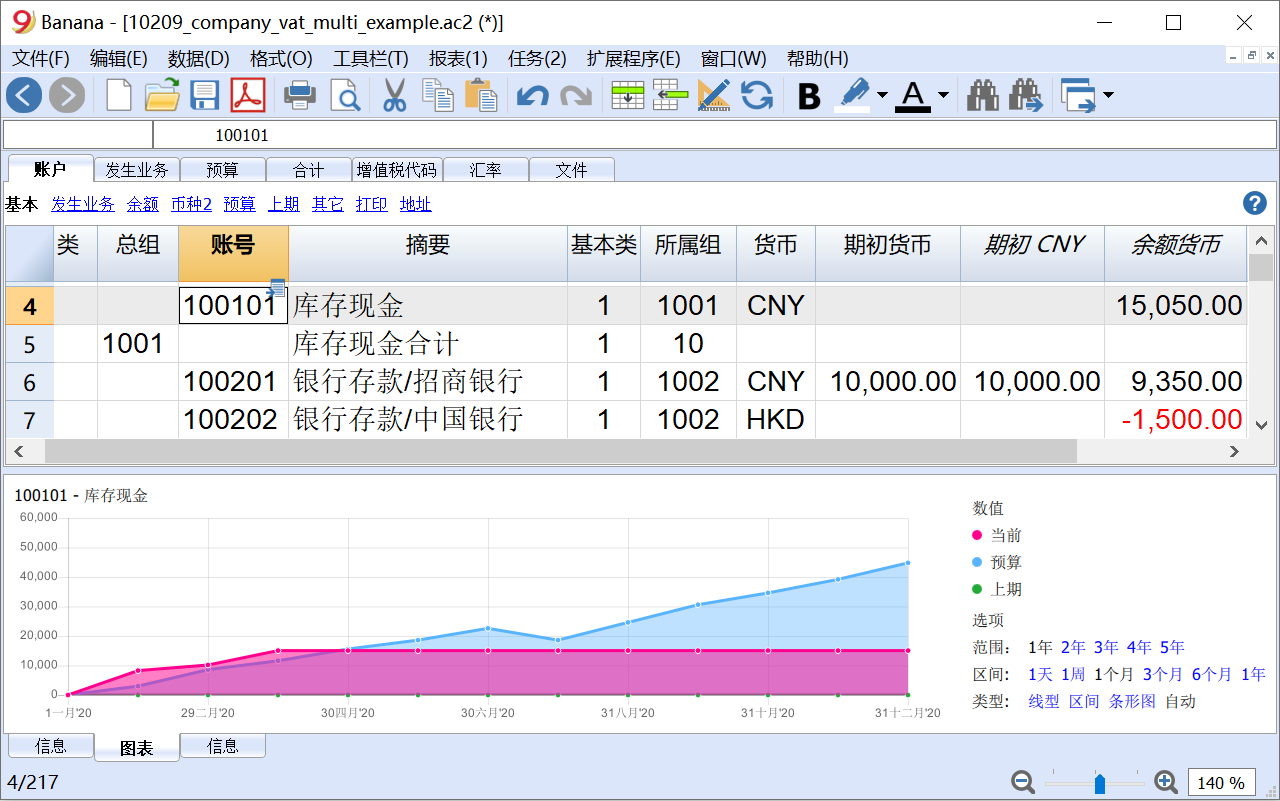 Banana - [10209_company_vat_multi_example.ac2 (*)]
文件(F) 编辑(E) 数据(D) 格式(O) 工具栏(T) 报表(1) 任务(2) 扩展程序(E) 窗口(W) 帮助(H)
B A
100101
账户 发生业务 预算 合计 增值税代码 汇率 文件
基本 发生业务 余额 币种2 预算 上期 其它 打印 地址 ?
类 总组 账号 摘要 基本类 所属组 货币 期初货币 期初 CNY 余额货币
4 100101 库存现金 1 1001 CNY 15,050.00
5 1001 库存现金合计 1 10
6 100201 银行存款/招商银行 1 1002 CNY 10,000.00 10,000.00 9,350.00
7 100202 银行存款/中国银行 1 1002 HKD -1,500.00
100101 - 库存现金
60,000
50,000
40,000
30,000
20,000
10,000
0
1一月'20 29二月'20 30四月'20 30六月'20 31八月'20 31十月'20 31十二月'20
数值
当前
预算
上期
选项
范围: 1年 2年 3年 4年 5年
区间: 1天 1周 1个月 3个月 6个月 1年
类型: 线型 区间 条形图 自动
信息 图表 信息
4/217 140 %